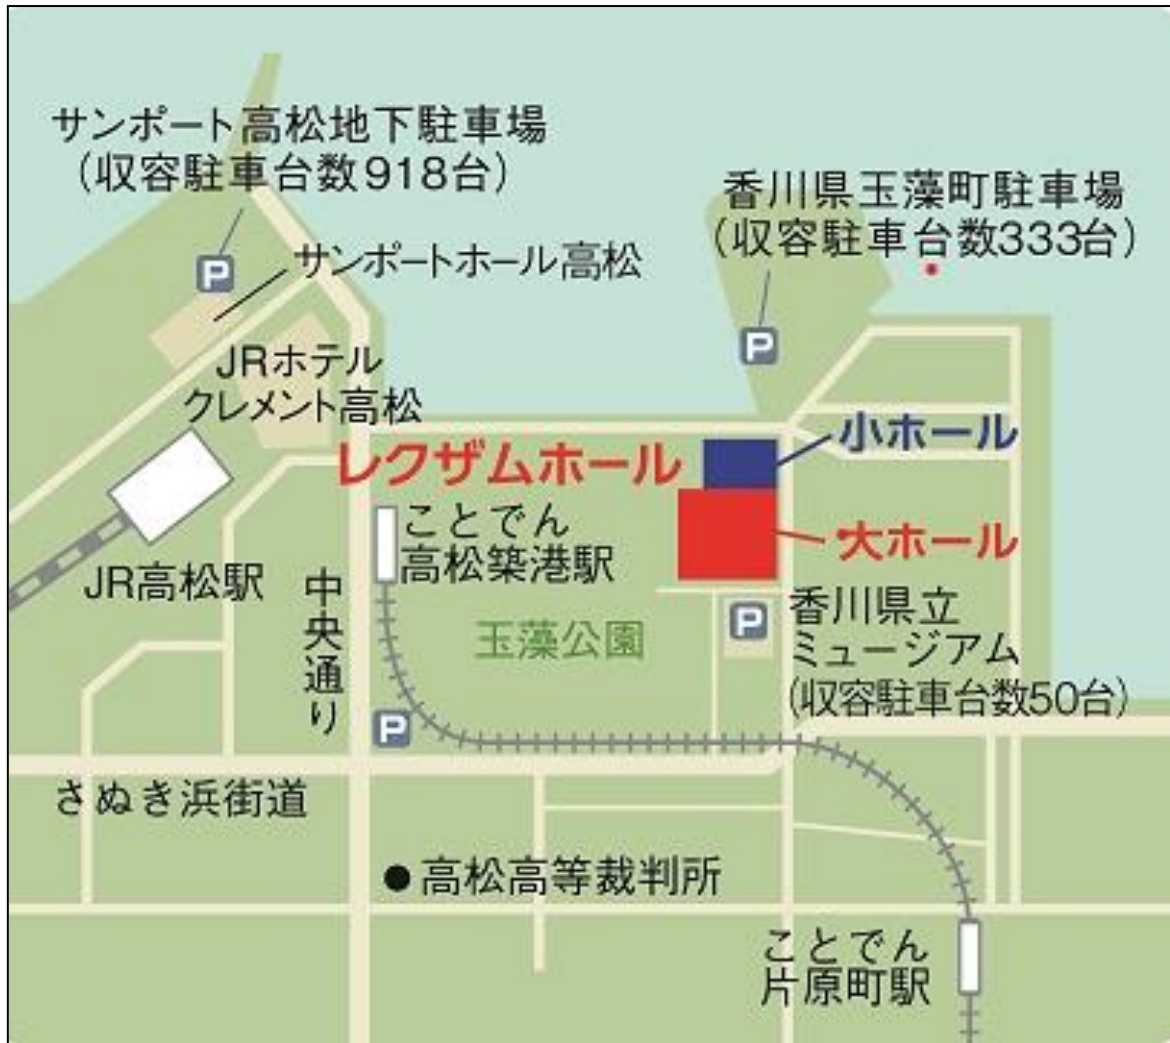 サンポート高松地下駐車場
(収容駐車台数918台)
P
サンポートホール高松
香川県玉藻町駐車場
(収容駐車台数333台)
P
JRホテル
クレメント高松
レクザムホール
小ホール
大ホール
ことでん
高松築港駅
JR高松駅
中央通り
玉藻公園
P
香川県立
ミュージアム
(収容駐車台数50台)
P
さぬき浜街道
高松高等裁判所
ことでん
片原町駅